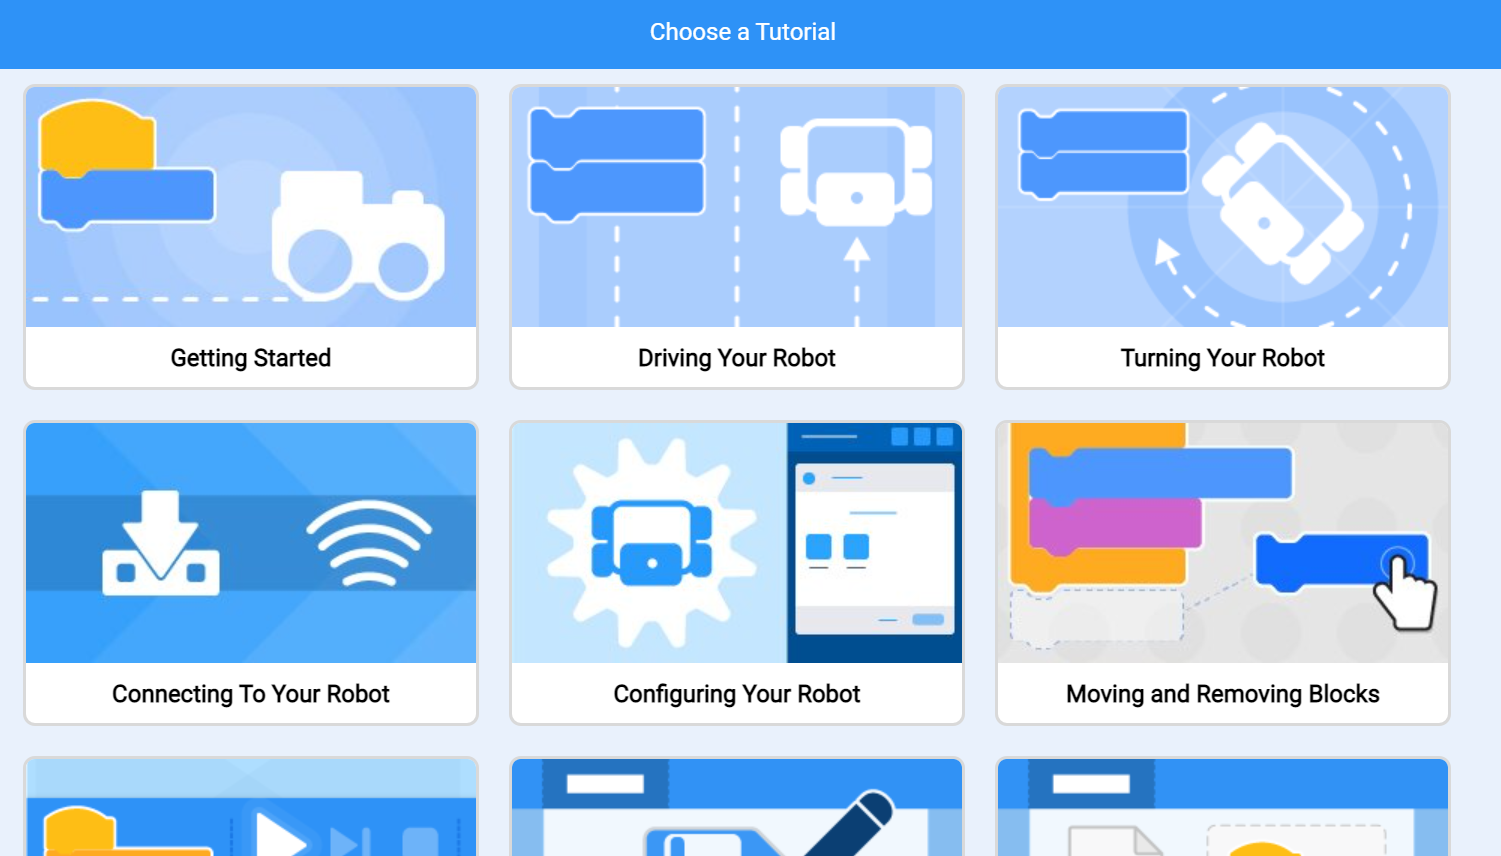 Choose a Tutorial
Getting Started
Driving Your Robot
Turning Your Robot
Connecting To Your Robot
Configuring Your Robot
Moving and Removing Blocks